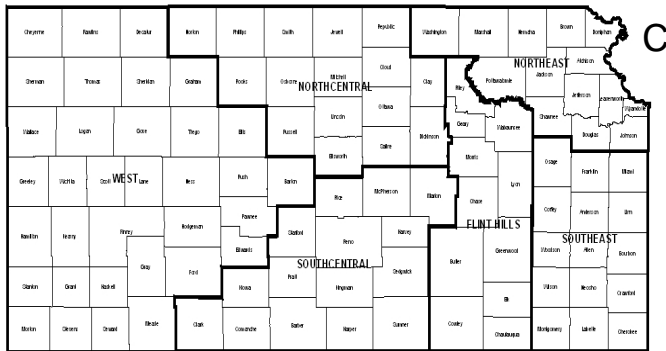 Cheyenne Rawlins Decatur Norton Phillips Smith Jewell Republic Washington Marshall Nemaha Brown Doniphan
C
Sherman Thomas Sheridan Graham Rooks Osborne Mitchell Cloud Clay Riley Pottawatomie Jackson Atchison
NORTHCENTRAL
NORTHEAST
Jefferson Leavenworth Wyandotte
Lincoln Ottawa Geary Wabaunsee Shawnee
Wallace Logan Gove Trego Ellis Russell Ellsworth Saline Dickinson Morris Douglas Johnson
Greeley Wichita Scott Lane Ness Rush Barton Rice McPherson Marion Chase Lyon Osage Franklin Miami
WEST
Hamilton Kearny Finney Hodgeman Pawnee Edwards Stafford Reno Harvey Coffey Anderson Linn
FLINT HILLS
SOUTHEAST
Gray Ford Butler Greenwood Woodson Allen Bourbon
SOUTHCENTRAL
Stanton Grant Haskell Kiowa Pratt Kingman Sedgwick Elk Wilson Neosho Crawford
Morton Stevens Meade Clark Comanche Barber Harper Sumner Cowley Chautauqua Montgomery Labette Cherokee